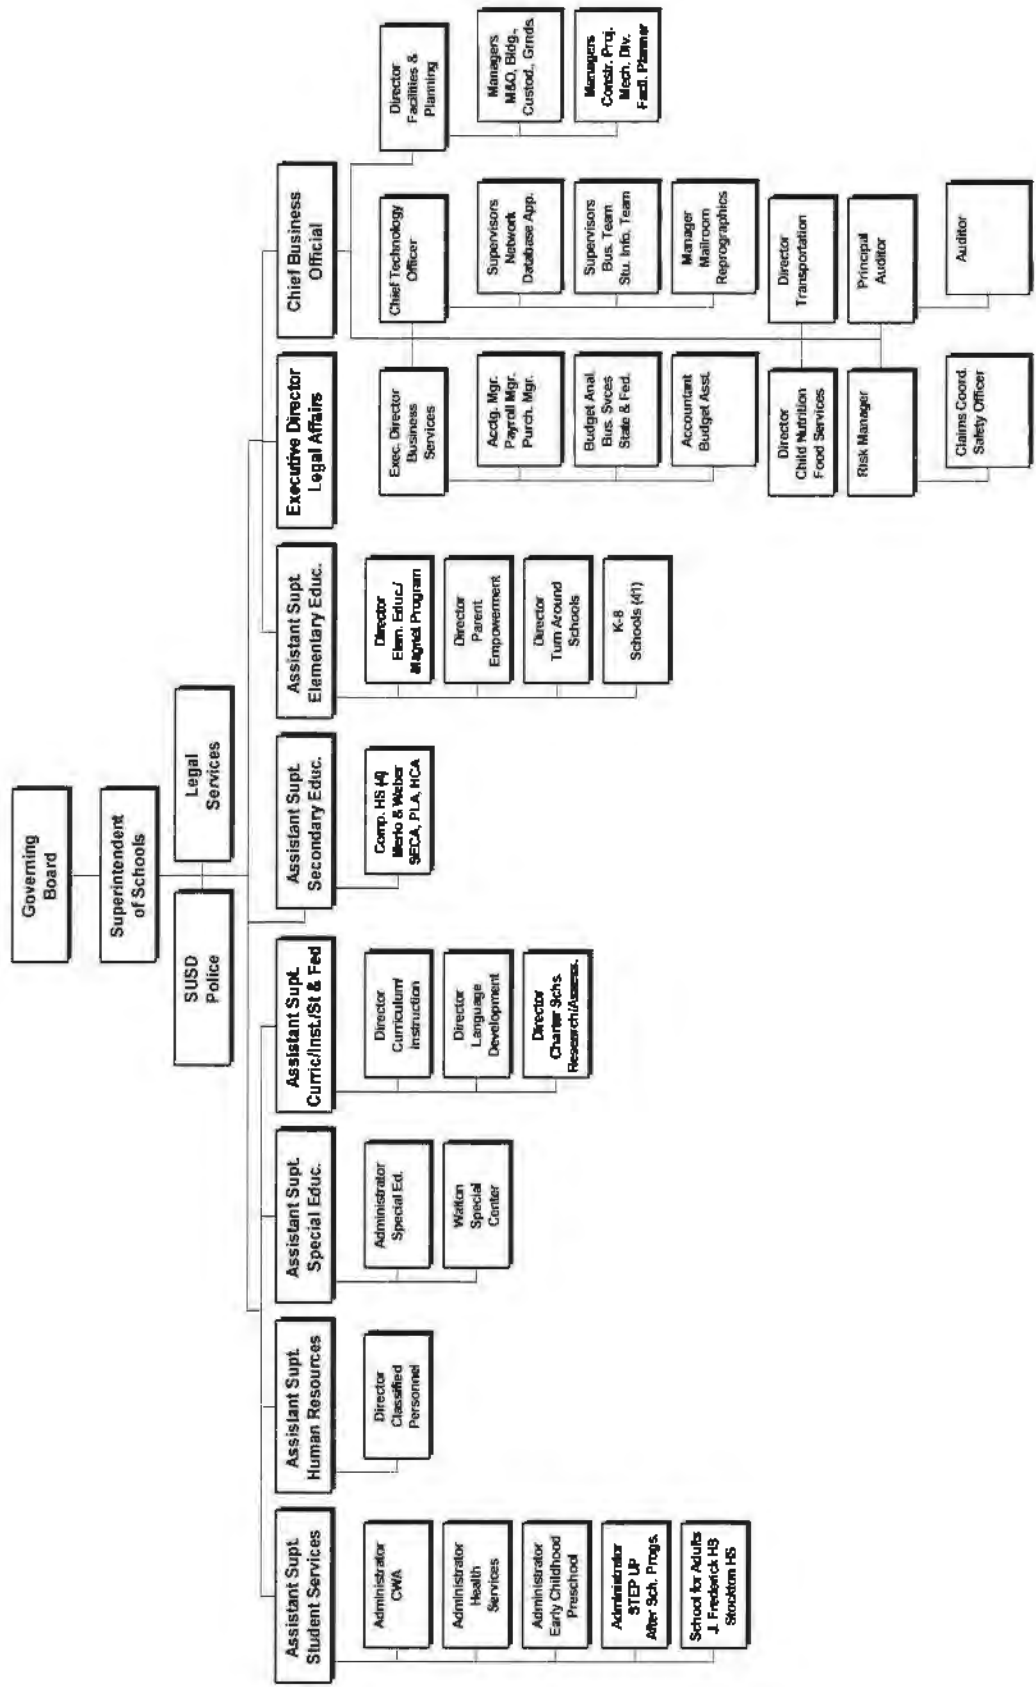 Governing
Board
Superintendent
of Schools
SUSD
Police
Legal
Services
Assistant Supt.
Student Services
Assistant Supt.
Human Resources
Assistant Supt.
Special Educ.
Assistant Supt.
Curric/Inst./St & Fed
Assistant Supt.
Secondary Educ.
Assistant Supt.
Elementary Educ.
Executive Director
Legal Affairs
Chief Business
Official
Administrator
CWA
Administrator
Health
Services
Administrator
Early Childhood
Preschool
Administrator
STEP UP
After Sch. Progs.
School for Adults
J. Frederick HS
Stockton HS
Director
Classified
Personnel
Administrator
Special Ed.
Walton
Special
Center
Director
Curriculum/
Instruction
Director
Language
Development
Director
Charter Schs.
Research/Assess.
Comp. HS (4)
Merlo & Weber
SECA, PLA, HCA
Director
Elem. Educ./
Magnet Program
Director
Parent
Empowerment
Director
Turn Around
Schools
K-8
Schools (41)
Exec. Director
Business
Services
Acctg. Mgr.
Payroll Mgr.
Purch. Mgr.
Budget Anal.
Bus. Svces
State & Fed.
Accountant
Budget Asst.
Director
Child Nutrition
Food Services
Risk Manager
Claims Coord.
Safety Officer
Chief Technology
Officer
Supervisors
Network
Database App.
Supervisors
Bus. Team
Stu. Info. Team
Manager
Mailroom
Reprographics
Director
Transportation
Principal
Auditor
Auditor
Director
Facilities &
Planning
Managers
M&O, Bldg.,
Custod., Grnds.
Managers
Constr. Proj.
Mech. Div.
Facil. Planner